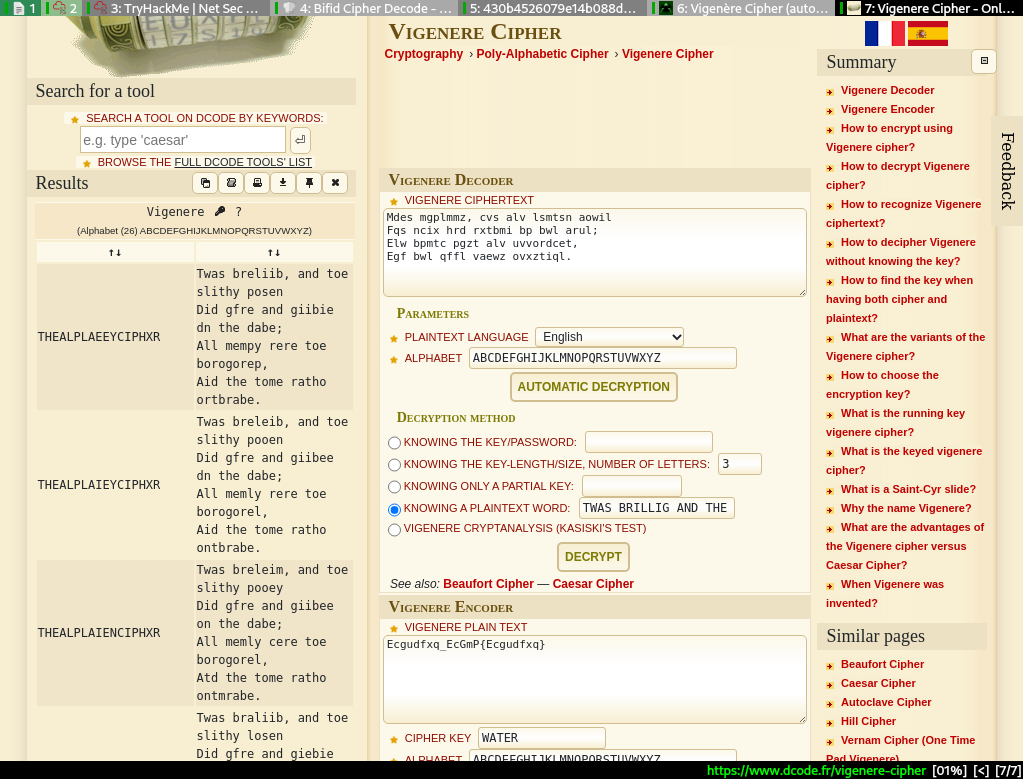 1
2
3: TryHackMe | Net Sec ...
4: Bifid Cipher Decode - ...
5: 430b4526079e14b088d...
6: Vigenère Cipher (auto...
7: Vigenere Cipher - Onl...
Search for a tool
SEARCH A TOOL ON DCODE BY KEYWORDS:
e.g. type 'caesar'
BROWSE THE FULL DCODE TOOLS' LIST
Results
Vigenere ?
(Alphabet (26) ABCDEFGHIJKLMNOPQRSTUVWXYZ)
↑↓ ↑↓
THEALPLAEEYCIPHXR
Twas breliib, and toe
slithy posen
Did gfre and giibie
dn the dabe;
All mempy rere toe
borogorep,
Aid the tome ratho
ortbrabe.
THEALPLAIEYCIPHXR
Twas breleib, and toe
slithy pooen
Did gfre and giibee
dn the dabe;
All memly rere toe
borogorel,
Aid the tome ratho
ontbrabe.
THEALPLAIENCIPHXR
Twas breleim, and toe
slithy pooey
Did gfre and giibee
on the dabe;
All memly cere toe
borogorel,
Atd the tome ratho
ontmrabe.
Twas braliib, and toe
slithy losen
Did gfre and giebie
Vigenere Cipher
Cryptography › Poly-Alphabetic Cipher › Vigenere Cipher
Vigenere Decoder
VIGENERE CIPHERTEXT
Mdes mgplmmz, cvs alv lsmtsn aowil
Fqs ncix hrd rxtbmi bp bwl arul;
Elw bpmtc pgzt alv uvvordcet,
Egf bwl qffl vaewz ovxztiql.
Parameters
PLAINTEXT LANGUAGE English
ALPHABET ABCDEFGHIJKLMNOPQRSTUVWXYZ
AUTOMATIC DECRYPTION
Decryption method
KNOWING THE KEY/PASSWORD:
KNOWING THE KEY-LENGTH/SIZE, NUMBER OF LETTERS: 3
KNOWING ONLY A PARTIAL KEY:
KNOWING A PLAINTEXT WORD: TWAS BRILLIG AND THE
VIGENERE CRYPTANALYSIS (KASISKI'S TEST)
DECRYPT
See also: Beaufort Cipher — Caesar Cipher
Vigenere Encoder
VIGENERE PLAIN TEXT
Ecgudfxq_EcGmP{Ecgudfxq}
CIPHER KEY WATER
ALPHABET ABCDEFGHIJKLMNOPQRSTUVWXYZ
Summary
Vigenere Decoder
Vigenere Encoder
How to encrypt using
Vigenere cipher?
How to decrypt Vigenere
cipher?
How to recognize Vigenere
ciphertext?
How to decipher Vigenere
without knowing the key?
How to find the key when
having both cipher and
plaintext?
What are the variants of the
Vigenere cipher?
How to choose the
encryption key?
What is the running key
vigenere cipher?
What is the keyed vigenere
cipher?
What is a Saint-Cyr slide?
Why the name Vigenere?
What are the advantages of
the Vigenere cipher versus
Caesar Cipher?
When Vigenere was
invented?
Similar pages
Beaufort Cipher
Caesar Cipher
Autoclave Cipher
Hill Cipher
Vernam Cipher (One Time
Pad Vigenere)
Feedback
https://www.dcode.fr/vigenere-cipher [01%] [<] [7/7]